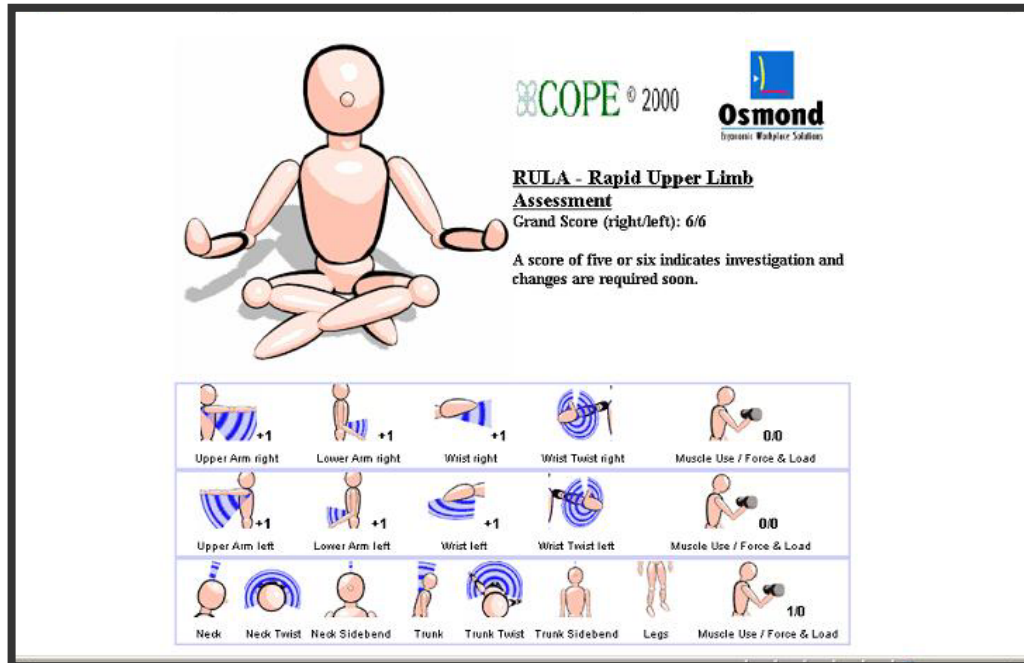 COPE © 2000
Osmond
Ergonomic Workplace Solutions
RULA - Rapid Upper Limb
Assessment
Grand Score (right/left): 6/6
A score of five or six indicates investigation and
changes are required soon.
+1 +1 +1 0/0
Upper Arm right Lower Arm right Wrist right Wrist Twist right Muscle Use / Force & Load
+1 +1 +1 0/0
Upper Arm left Lower Arm left Wrist left Wrist Twist left Muscle Use / Force & Load
1/0
Neck Neck Twist Neck Sidebend Trunk Trunk Twist Trunk Sidebend Legs Muscle Use / Force & Load